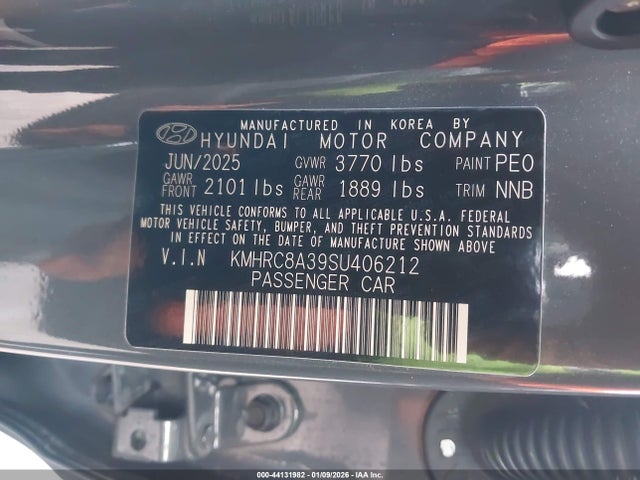 MANUFACTURED IN KOREA BY
HYUNDAI MOTOR COMPANY
JUN/2025 GVWR 3770 lbs PAINT PEO
GAWR FRONT 2101 lbs GAWR REAR 1889 lbs TRIM NNB
THIS VEHICLE CONFORMS TO ALL APPLICABLE U.S.A. FEDERAL
MOTOR VEHICLE SAFETY, BUMPER, AND THEFT PREVENTION STANDARDS
IN EFFECT ON THE DATE OF MANUFACTURE SHOWN ABOVE
V.I.N KMHRC8A39SU406212
PASSENGER CAR
000-44131982 - 01/09/2026 - IAA Inc.